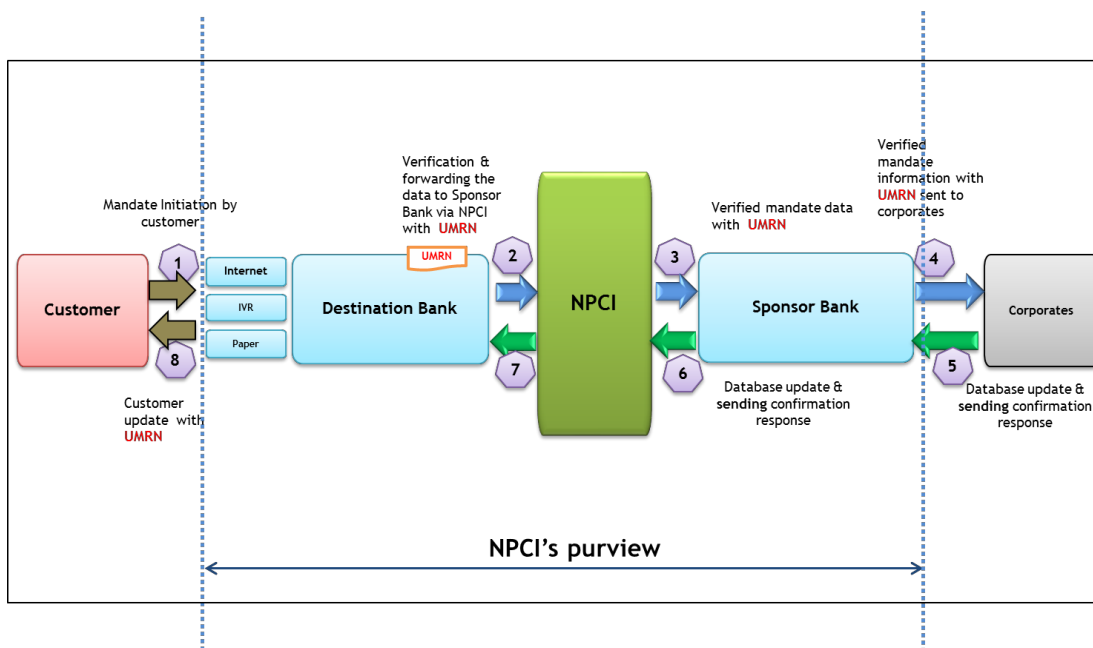 Mandate Initiation by
customer
1
Customer
8
Customer
update with
UMRN
Internet
IVR
Paper
Verification &
forwarding the
data to Sponsor
Bank via NPCI
with UMRN
UMRN
Destination Bank
2
7
NPCI
3
6
Verified mandate data
with UMRN
Sponsor Bank
Database update &
sending confirmation
response
Verified
mandate
information with
UMRN sent to
corporates
4
5
Corporates
Database update &
sending confirmation
response
NPCI's purview